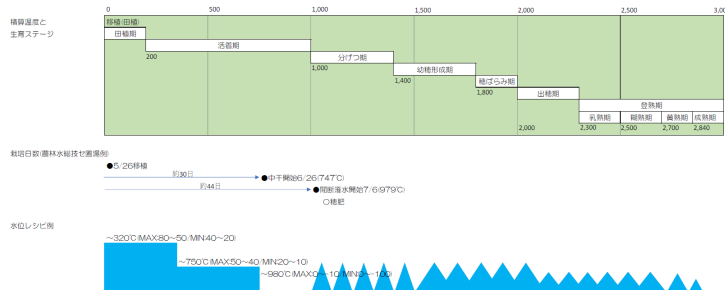 0 500 1,000 1,500 2,000 2,500 3,000
積算温度と
生育ステージ
移植(田植)
田植期
活着期
200
分げつ期
1,000
幼穂形成期
1,400
穂ばらみ期
1,800
出穂期
2,000
登熟期
乳熟期 糊熟期 黄熟期 成熟期
2,300 2,500 2,700 2,840
栽培日数(農林水総技セ圃場例)
●5/26移植
約30日
●中干開始6/26(747℃)
約44日
●間断灌水開始7/6(979℃)
○穂肥
水位レシピ例
～320℃(MAX:80～50/MIN:40～20)
～750℃(MAX:50～40/MIN:20～10)
～980℃(MAX:0～-10/MIN:0～-100)